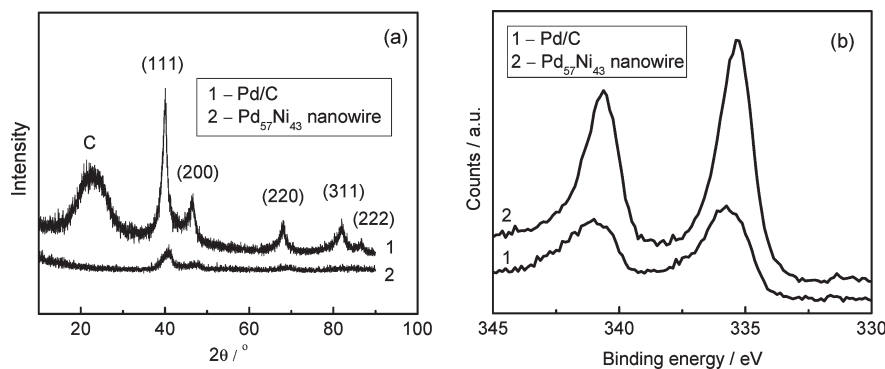 (a)
(111)
1 – Pd/C
2 – Pd₅₇Ni₄₃ nanowire
C
(200)
(220)
(311)
(222)
1
2
Intensity
20 40 60 80 100
2θ / °
(b)
1 – Pd/C
2 – Pd₅₇Ni₄₃ nanowire
2
1
Counts / a.u.
345 340 335 330
Binding energy / eV